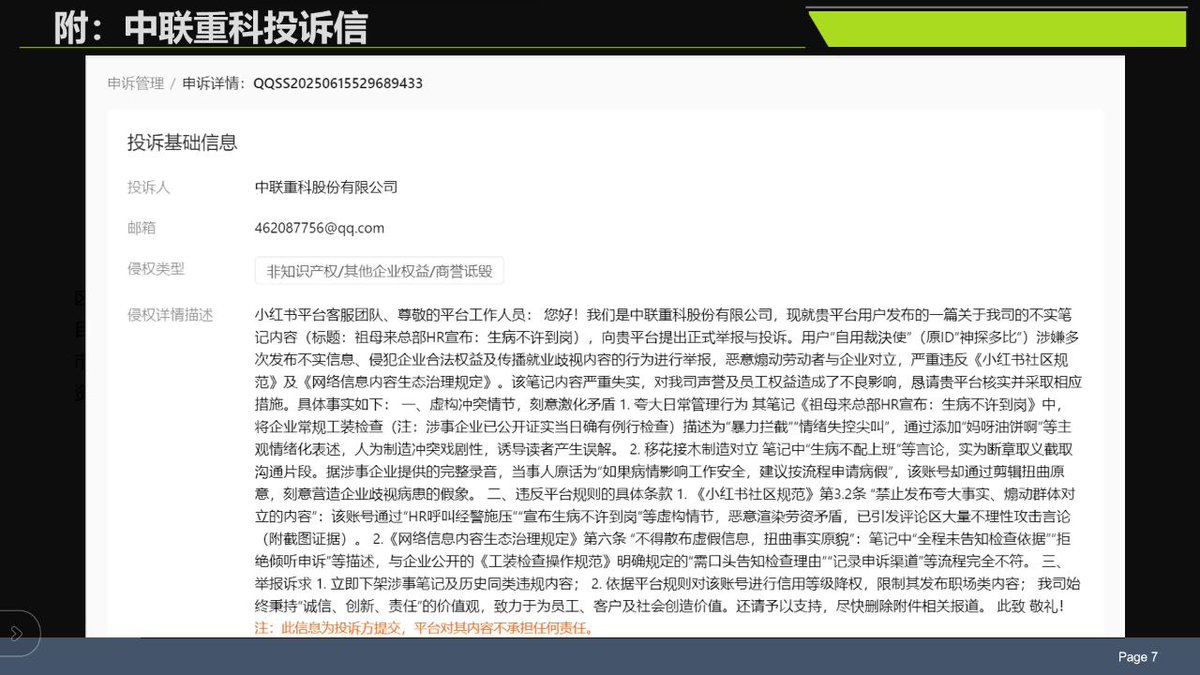 附：中联重科投诉信
申诉管理 / 申诉详情：QQSS20250615529689433
投诉基础信息
投诉人 中联重科股份有限公司
邮箱 462087756@qq.com
侵权类型 非知识产权/其他企业权益/商誉诋毁
侵权详情描述 小红书平台客服团队、尊敬的平台工作人员： 您好！我们是中联重科股份有限公司，现就贵平台用户发布的一篇关于我司的不实笔
记内容（标题：祖母来总部HR宣布：生病不许到岗），向贵平台提出正式举报与投诉。用户“自用裁決使”（原ID“神探多比”）涉嫌多
次发布不实信息、侵犯企业合法权益及传播就业歧视内容的行为进行举报，恶意煽动劳动者与企业对立，严重违反《小红书社区规
范》及《网络信息内容生态治理规定》。该笔记内容严重失实，对我司声誉及员工权益造成了不良影响，恳请贵平台核实并采取相应
措施。具体事实如下： 一、虚构冲突情节，刻意激化矛盾 1. 夸大日常管理行为 其笔记《祖母来总部HR宣布：生病不许到岗》中，
将企业常规工装检查（注：涉事企业已公开证实当日确有例行检查）描述为“暴力拦截”“情绪失控尖叫”，通过添加“妈呀油饼啊”等主
观情绪化表述，人为制造冲突戏剧性，诱导读者产生误解。 2. 移花接木制造对立 笔记中“生病不配上班”等言论，实为断章取义截取
沟通片段。据涉事企业提供的完整录音，当事人原话为“如果病情影响工作安全，建议按流程申请病假”，该账号却通过剪辑扭曲原
意，刻意营造企业歧视病患的假象。 二、违反平台规则的具体条款 1. 《小红书社区规范》第3.2条 “禁止发布夸大事实、煽动群体对
立的内容”：该账号通过“HR呼叫经警施压”“宣布生病不许到岗”等虚构情节，恶意渲染劳资矛盾，已引发评论区大量不理性攻击言论
（附截图证据）。 2.《网络信息内容生态治理规定》第六条 “不得散布虚假信息，扭曲事实原貌”：笔记中“全程未告知检查依据”“拒
绝倾听申诉”等描述，与企业公开的《工装检查操作规范》明确规定的“需口头告知检查理由”“记录申诉渠道”等流程完全不符。 三、
举报诉求 1. 立即下架涉事笔记及历史同类违规内容； 2. 依据平台规则对该账号进行信用等级降权，限制其发布职场类内容； 我司始
终秉持“诚信、创新、责任”的价值观，致力于为员工、客户及社会创造价值。还请予以支持，尽快删除附件相关报道。 此致 敬礼！
注：此信息为投诉方提交，平台对其内容不承担任何责任。
Page 7